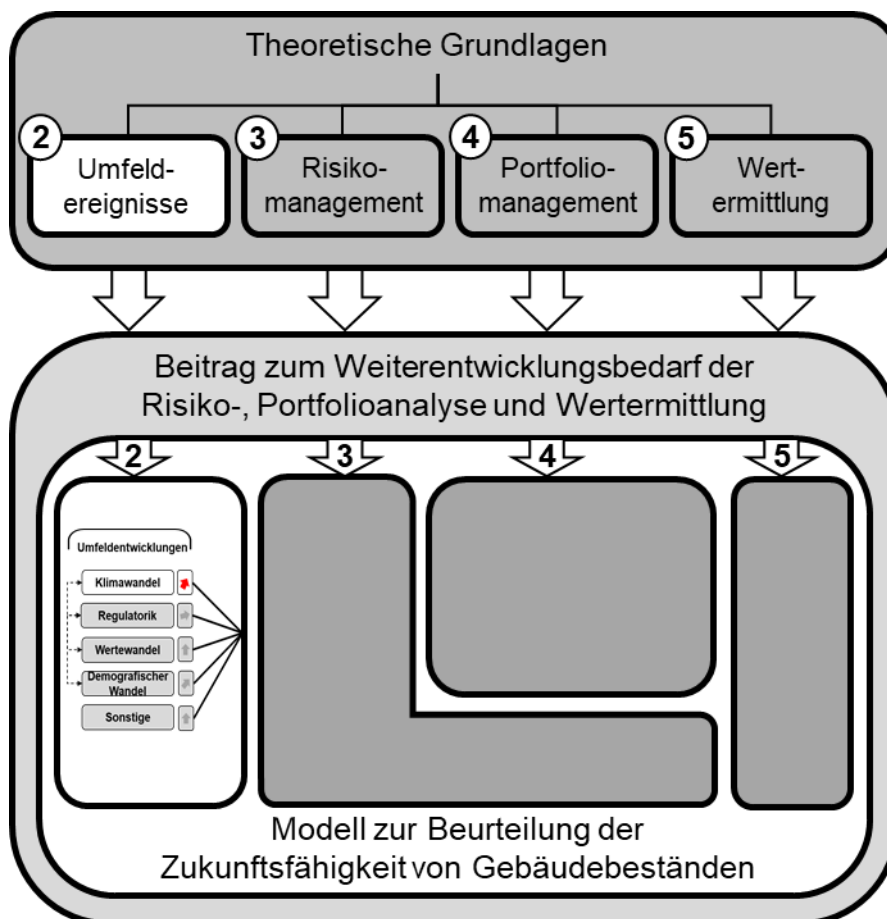 Theoretische Grundlagen
2
Umfeld-
ereignisse
3
Risiko-
management
4
Portfolio-
management
5
Wert-
ermittlung
Beitrag zum Weiterentwicklungsbedarf der
Risiko-, Portfolioanalyse und Wertermittlung
2
3
4
5
Umfeldentwicklungen
Klimawandel
Regulatorik
Wertewandel
Demografischer
Wandel
Sonstige
Modell zur Beurteilung der
Zukunftsfähigkeit von Gebäudebeständen